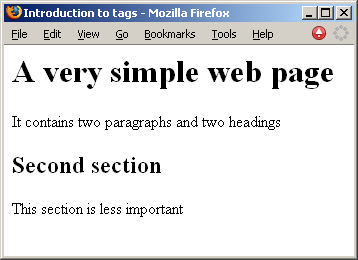 Introduction to tags - Mozilla Firefox
File Edit View Go Bookmarks Tools Help
A very simple web page
It contains two paragraphs and two headings
Second section
This section is less important